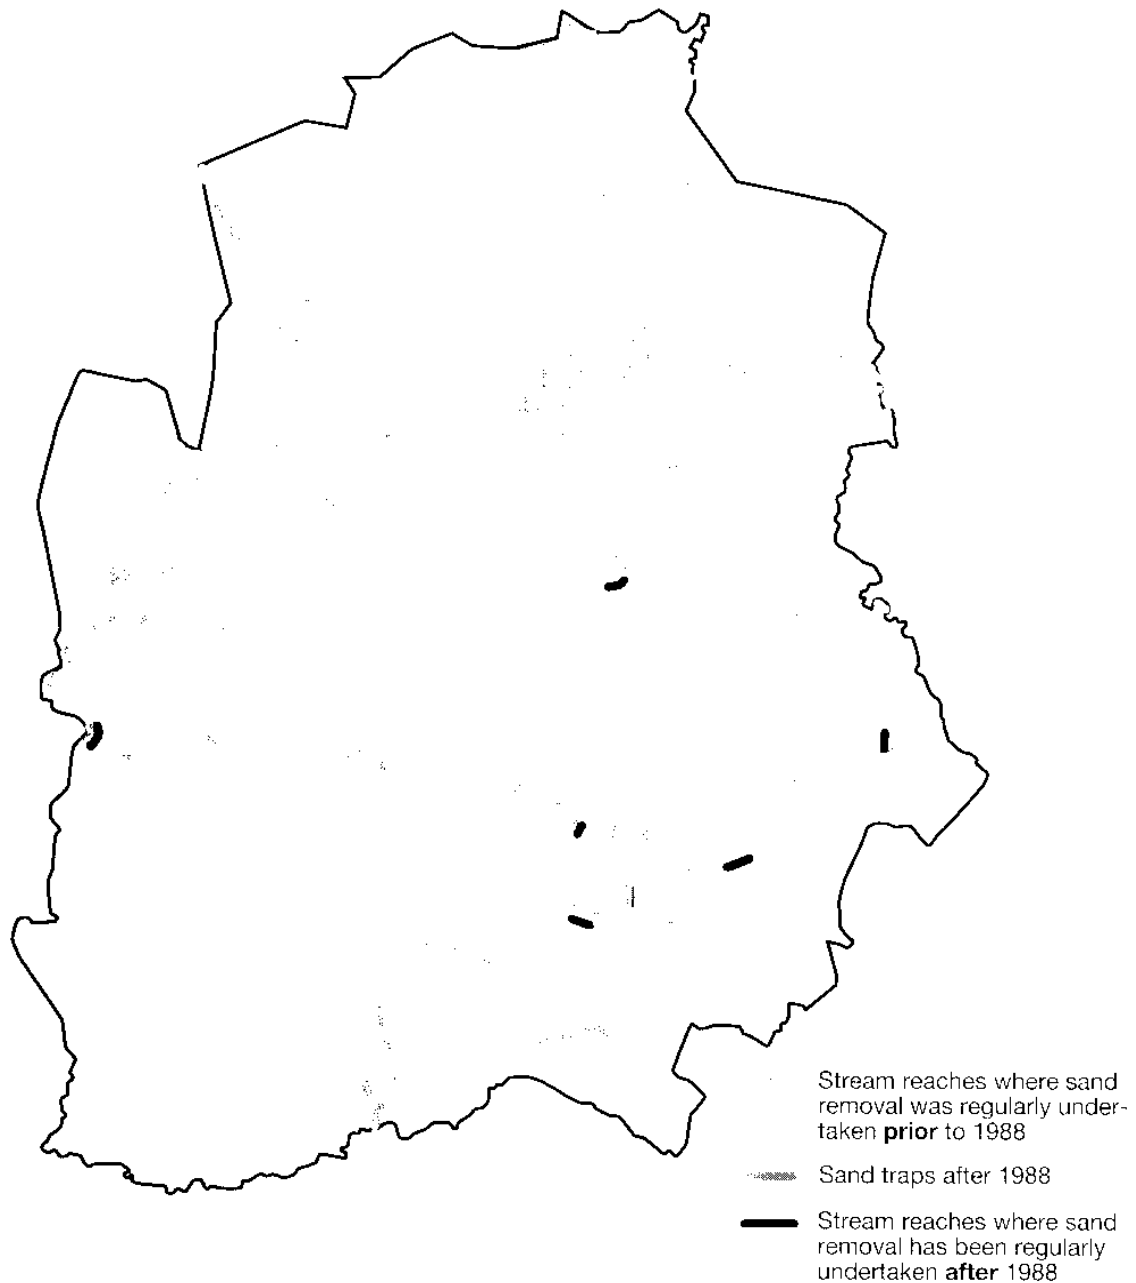 Stream reaches where sand
removal was regularly under-
taken prior to 1988
Sand traps after 1988
Stream reaches where sand
removal has been regularly
undertaken after 1988